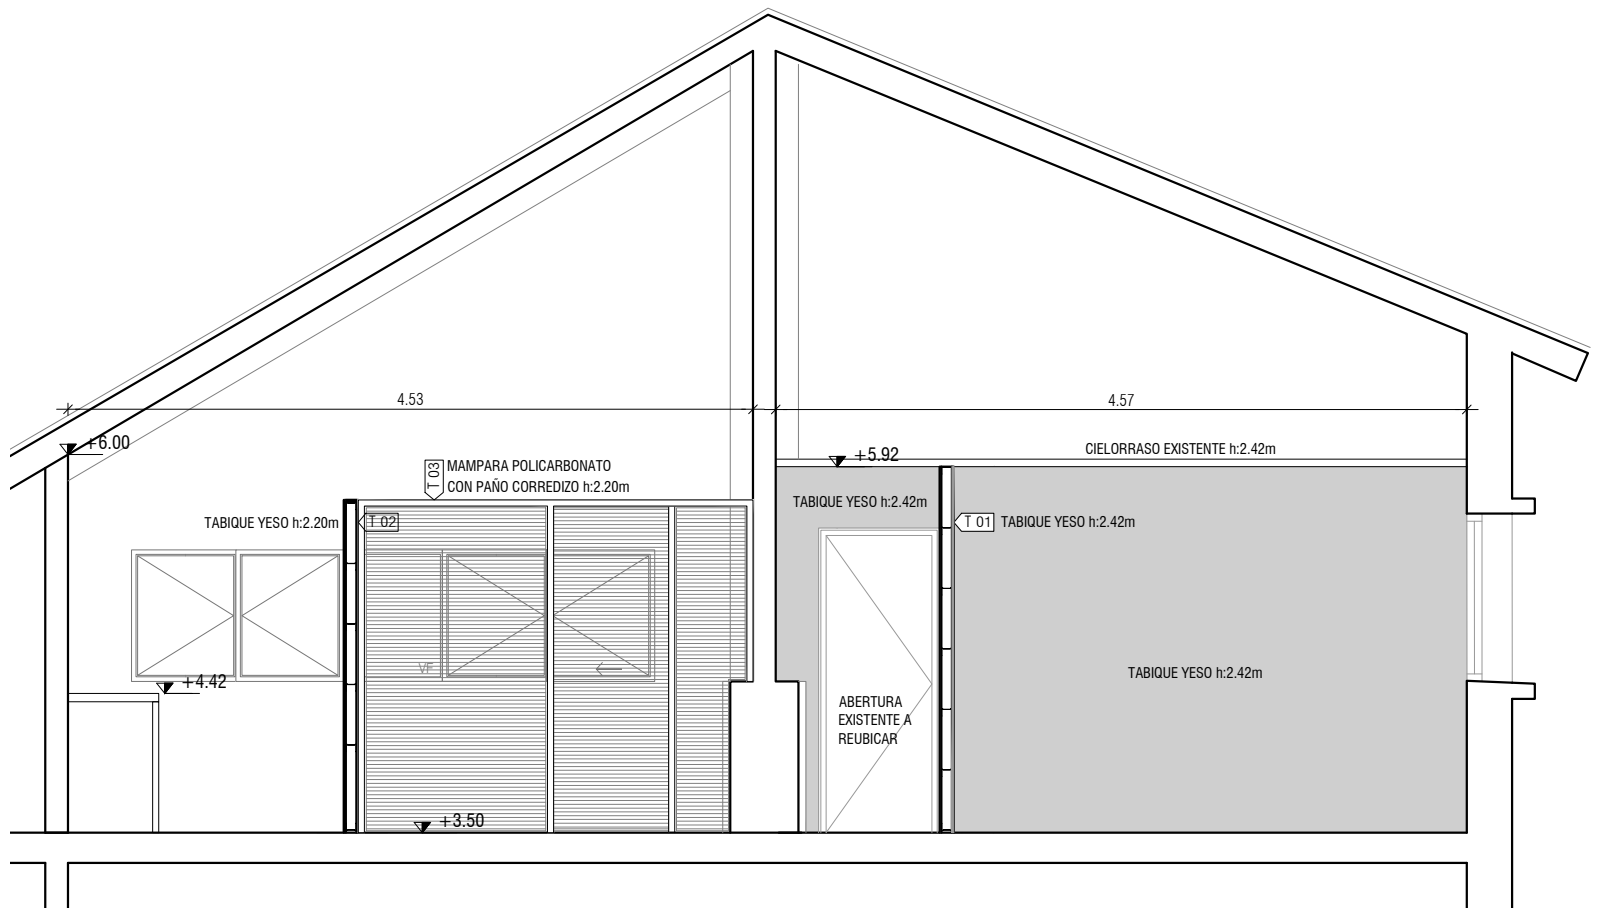 4.53
4.57
+6.00
CIELORRASO EXISTENTE h:2.42m
+5.92
T 03
MAMPARA POLICARBONATO
CON PAÑO CORREDIZO h:2.20m
TABIQUE YESO h:2.42m
TABIQUE YESO h:2.20m
T 02
T 01
TABIQUE YESO h:2.42m
VF
TABIQUE YESO h:2.42m
+4.42
ABERTURA
EXISTENTE A
REUBICAR
+3.50